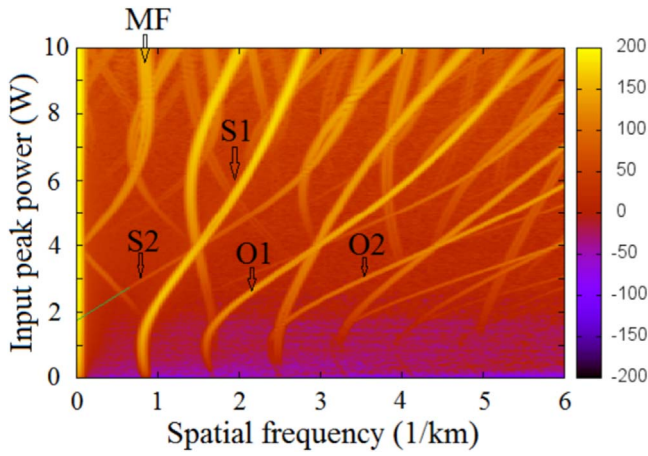 MF
10
8
6
4
2
0
Input peak power (W)
S1
S2
O1
O2
0 1 2 3 4 5 6
Spatial frequency (1/km)
200
150
100
50
0
-50
-100
-150
-200